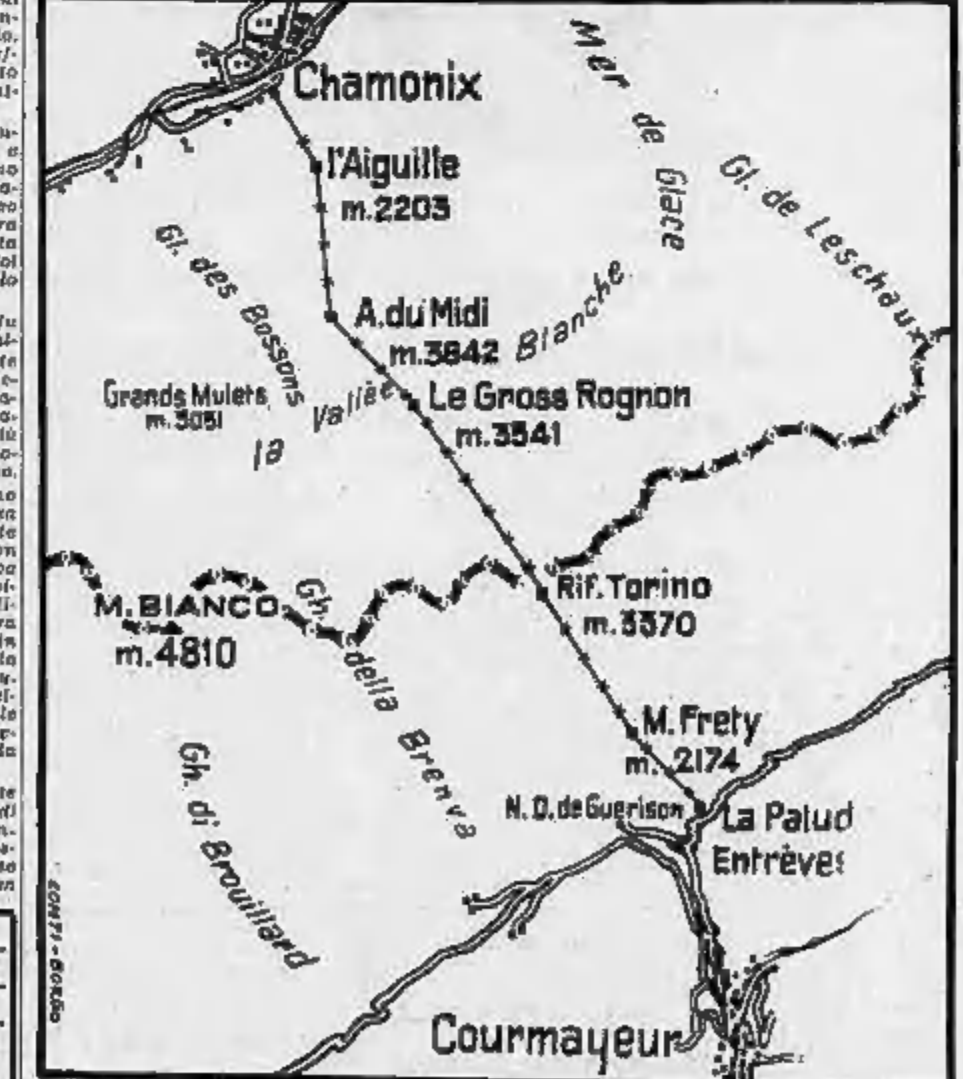 Chamonix
Mer de Glace
l'Aiguille
m.2203
Gl. de Leschaux
Gl. des Bossons
A.du Midi
m.3842
la Vallèe Blanche
Grands Mulets
m.3051
Le Gross Rognon
m.3541
Rif. Torino
m.3370
M.BIANCO
m.4810
Gh. della Brenva
M. Frety
m. 2174
N. D. de Guerison
La Palud
Entrèves
Gh. di Brouillard
Courmayeur